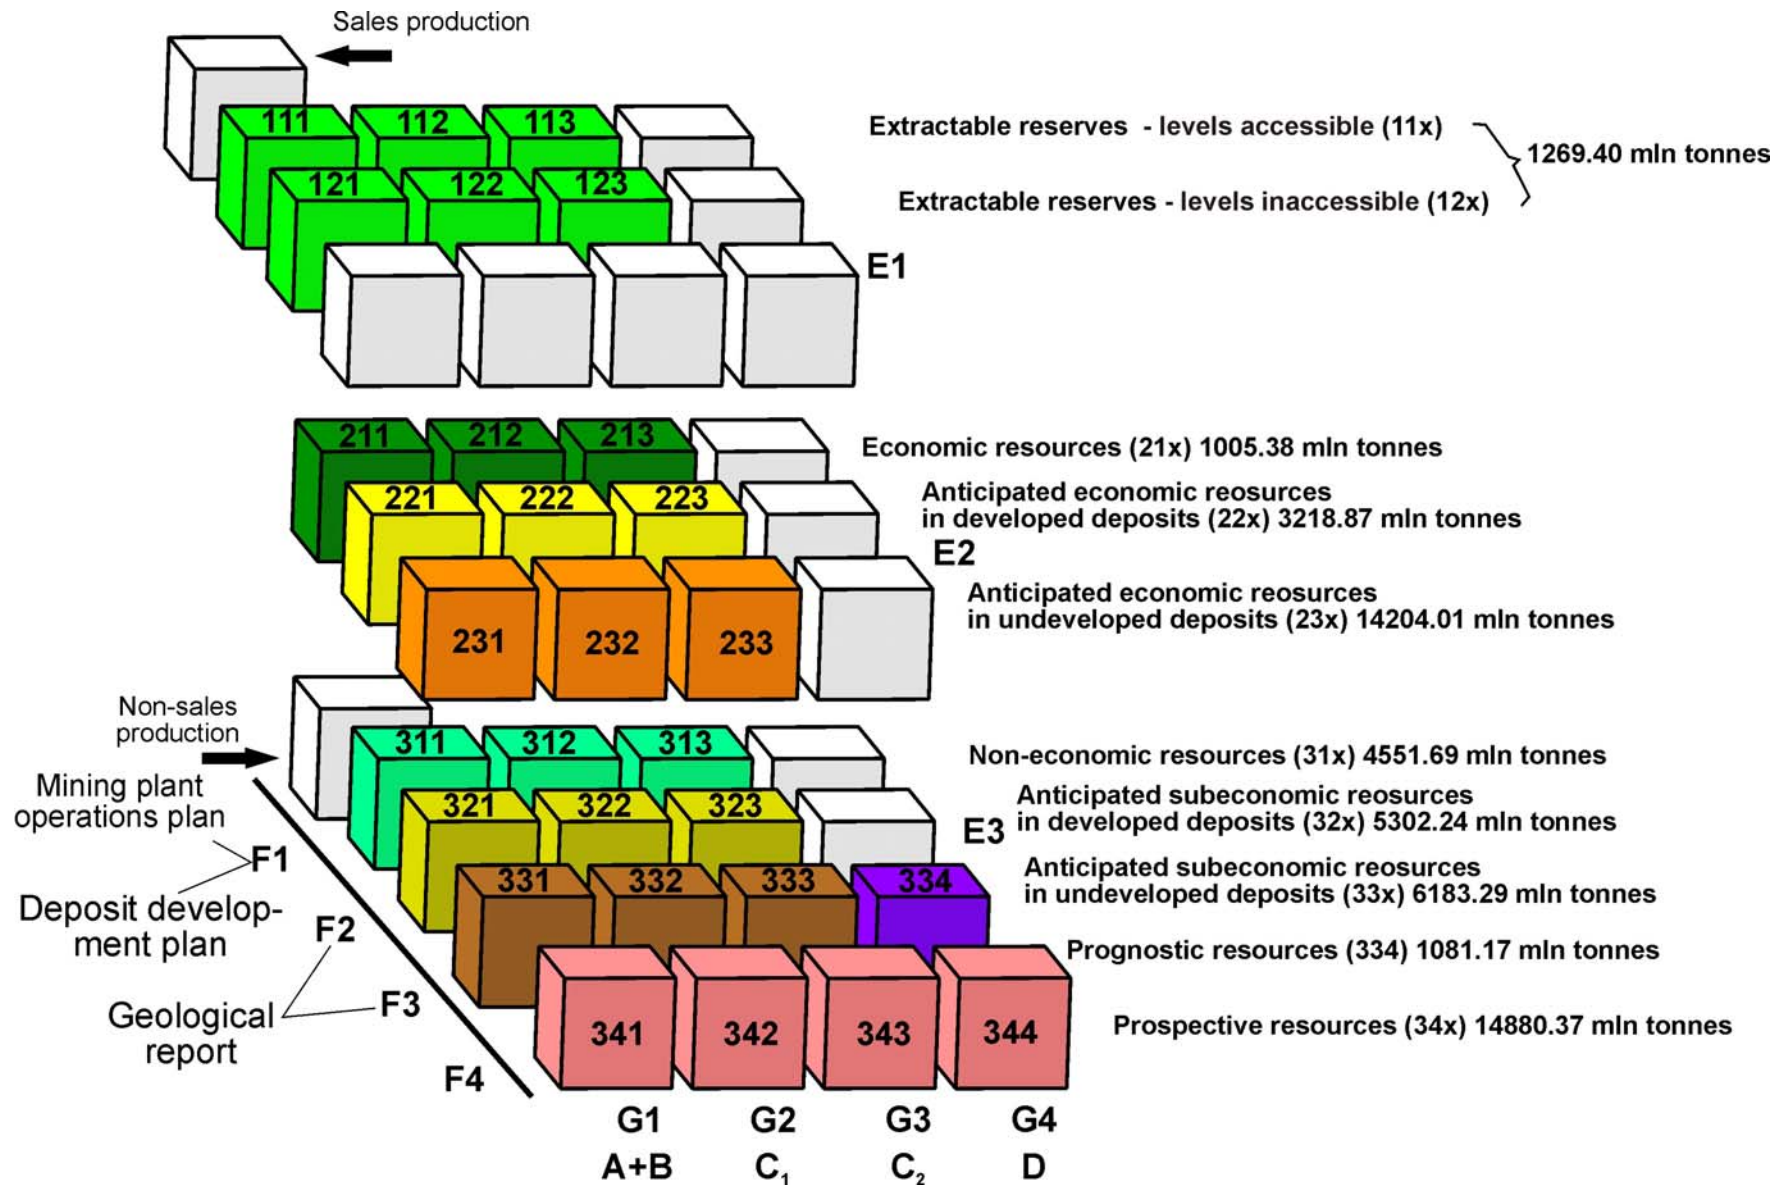 Sales production
111 112 113
Extractable reserves - levels accessible (11x)
1269.40 mln tonnes
121 122 123
Extractable reserves - levels inaccessible (12x)
E1
211 212 213
Economic resources (21x) 1005.38 mln tonnes
221 222 223
Anticipated economic reosurces
in developed deposits (22x) 3218.87 mln tonnes
E2
Anticipated economic reosurces
in undeveloped deposits (23x) 14204.01 mln tonnes
231 232 233
Non-sales
production
311 312 313
Non-economic resources (31x) 4551.69 mln tonnes
Mining plant
operations plan
321 322 323
E3
Anticipated subeconomic reosurces
in developed deposits (32x) 5302.24 mln tonnes
F1
331 332 333 334
Anticipated subeconomic reosurces
in undeveloped deposits (33x) 6183.29 mln tonnes
Deposit develop-
ment plan
F2
Prognostic resources (334) 1081.17 mln tonnes
F3
Geological
report
341 342 343 344
Prospective resources (34x) 14880.37 mln tonnes
F4
G1 G2 G3 G4
A+B C₁ C₂ D